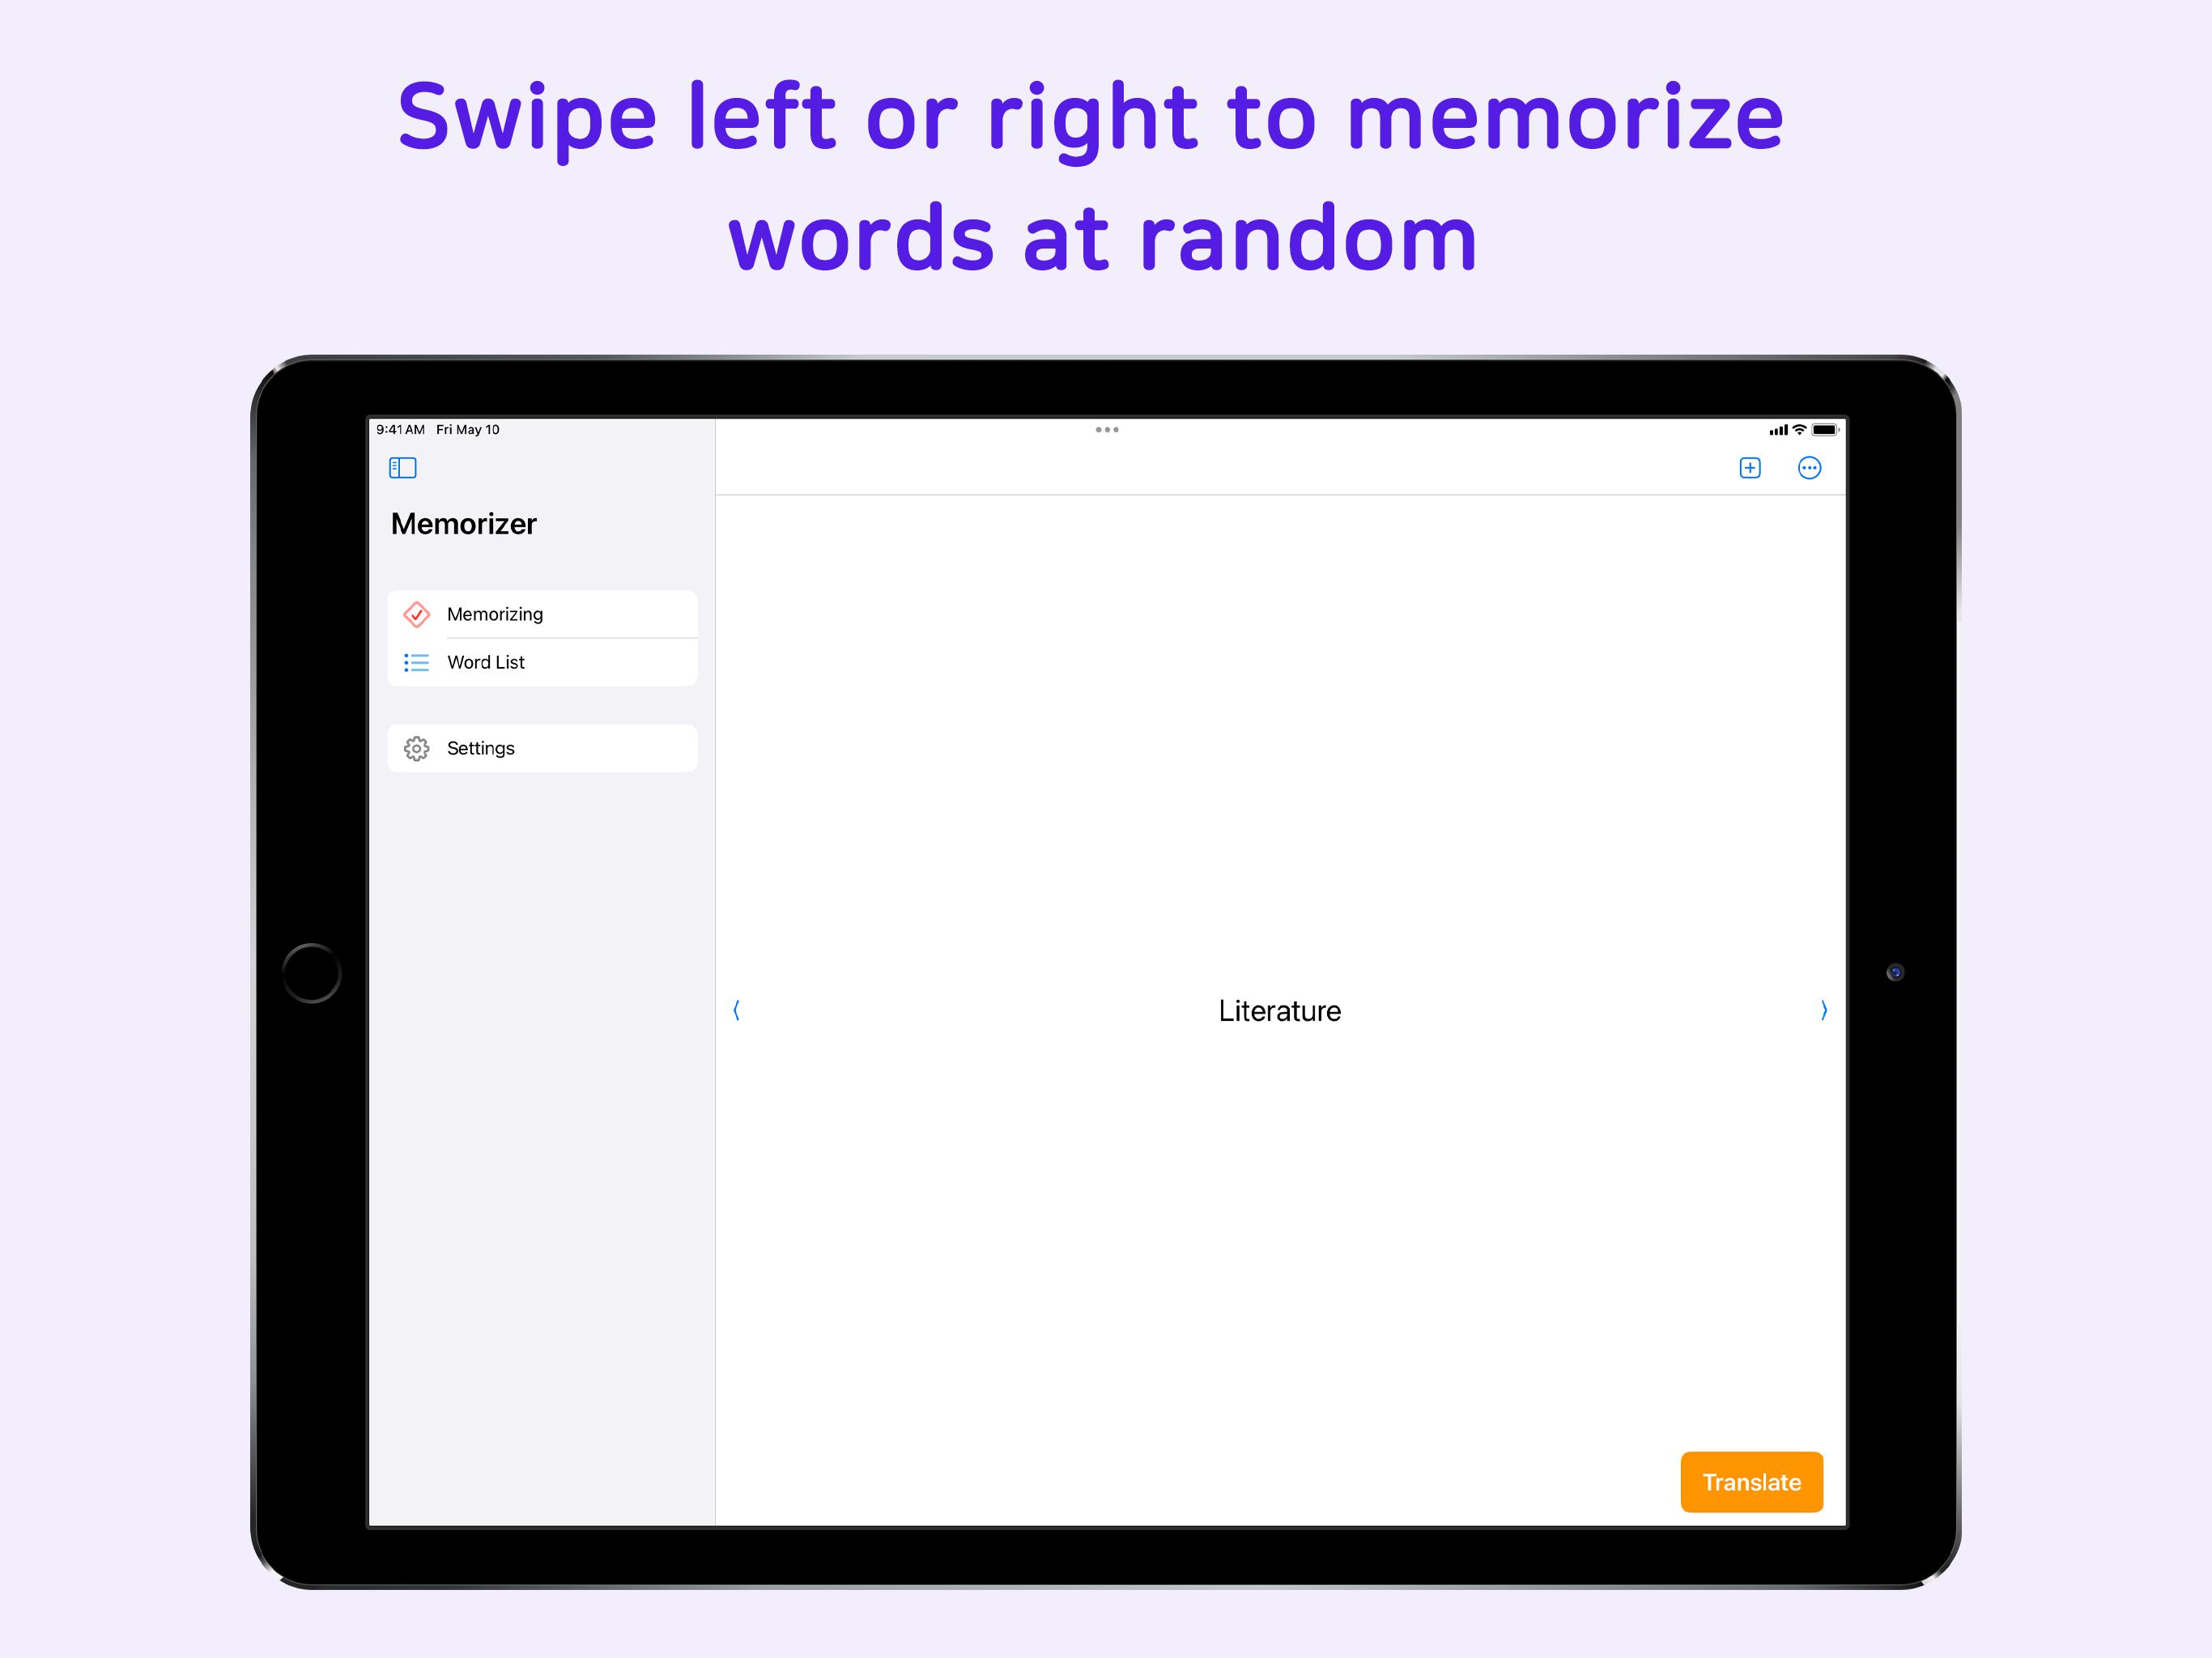 Swipe left or right to memorize
words at random
9:41 AM Fri May 10
Memorizer
Memorizing
Word List
Settings
Literature
Translate